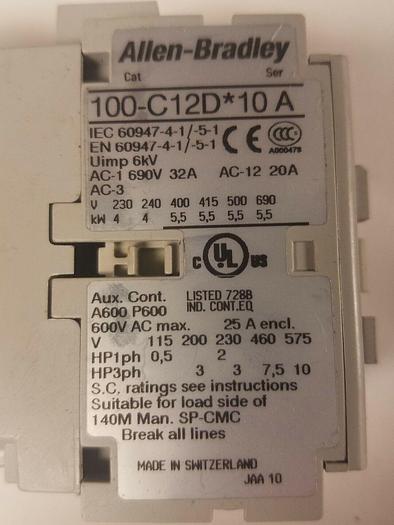 Allen-Bradley
Cat Ser
100-C12D*10 A
IEC 60947-4-1/-5-1
EN 60947-4-1/-5-1
CE
CCC
A000475
Uimp 6kV
AC-1 690V 32A AC-12 20A
AC-3
V 230 240 400 415 500 690
kW 4 4 5,5 5,5 5,5 5,5
C UL US
Aux. Cont. LISTED 728B
A600 P600 IND. CONT.EQ
600V AC max. 25 A encl.
V 115 200 230 460 575
HP1ph 0,5 2
HP3ph 3 3 7,5 10
S.C. ratings see instructions
Suitable for load side of
140M Man. SP-CMC
Break all lines
MADE IN SWITZERLAND
JAA 10